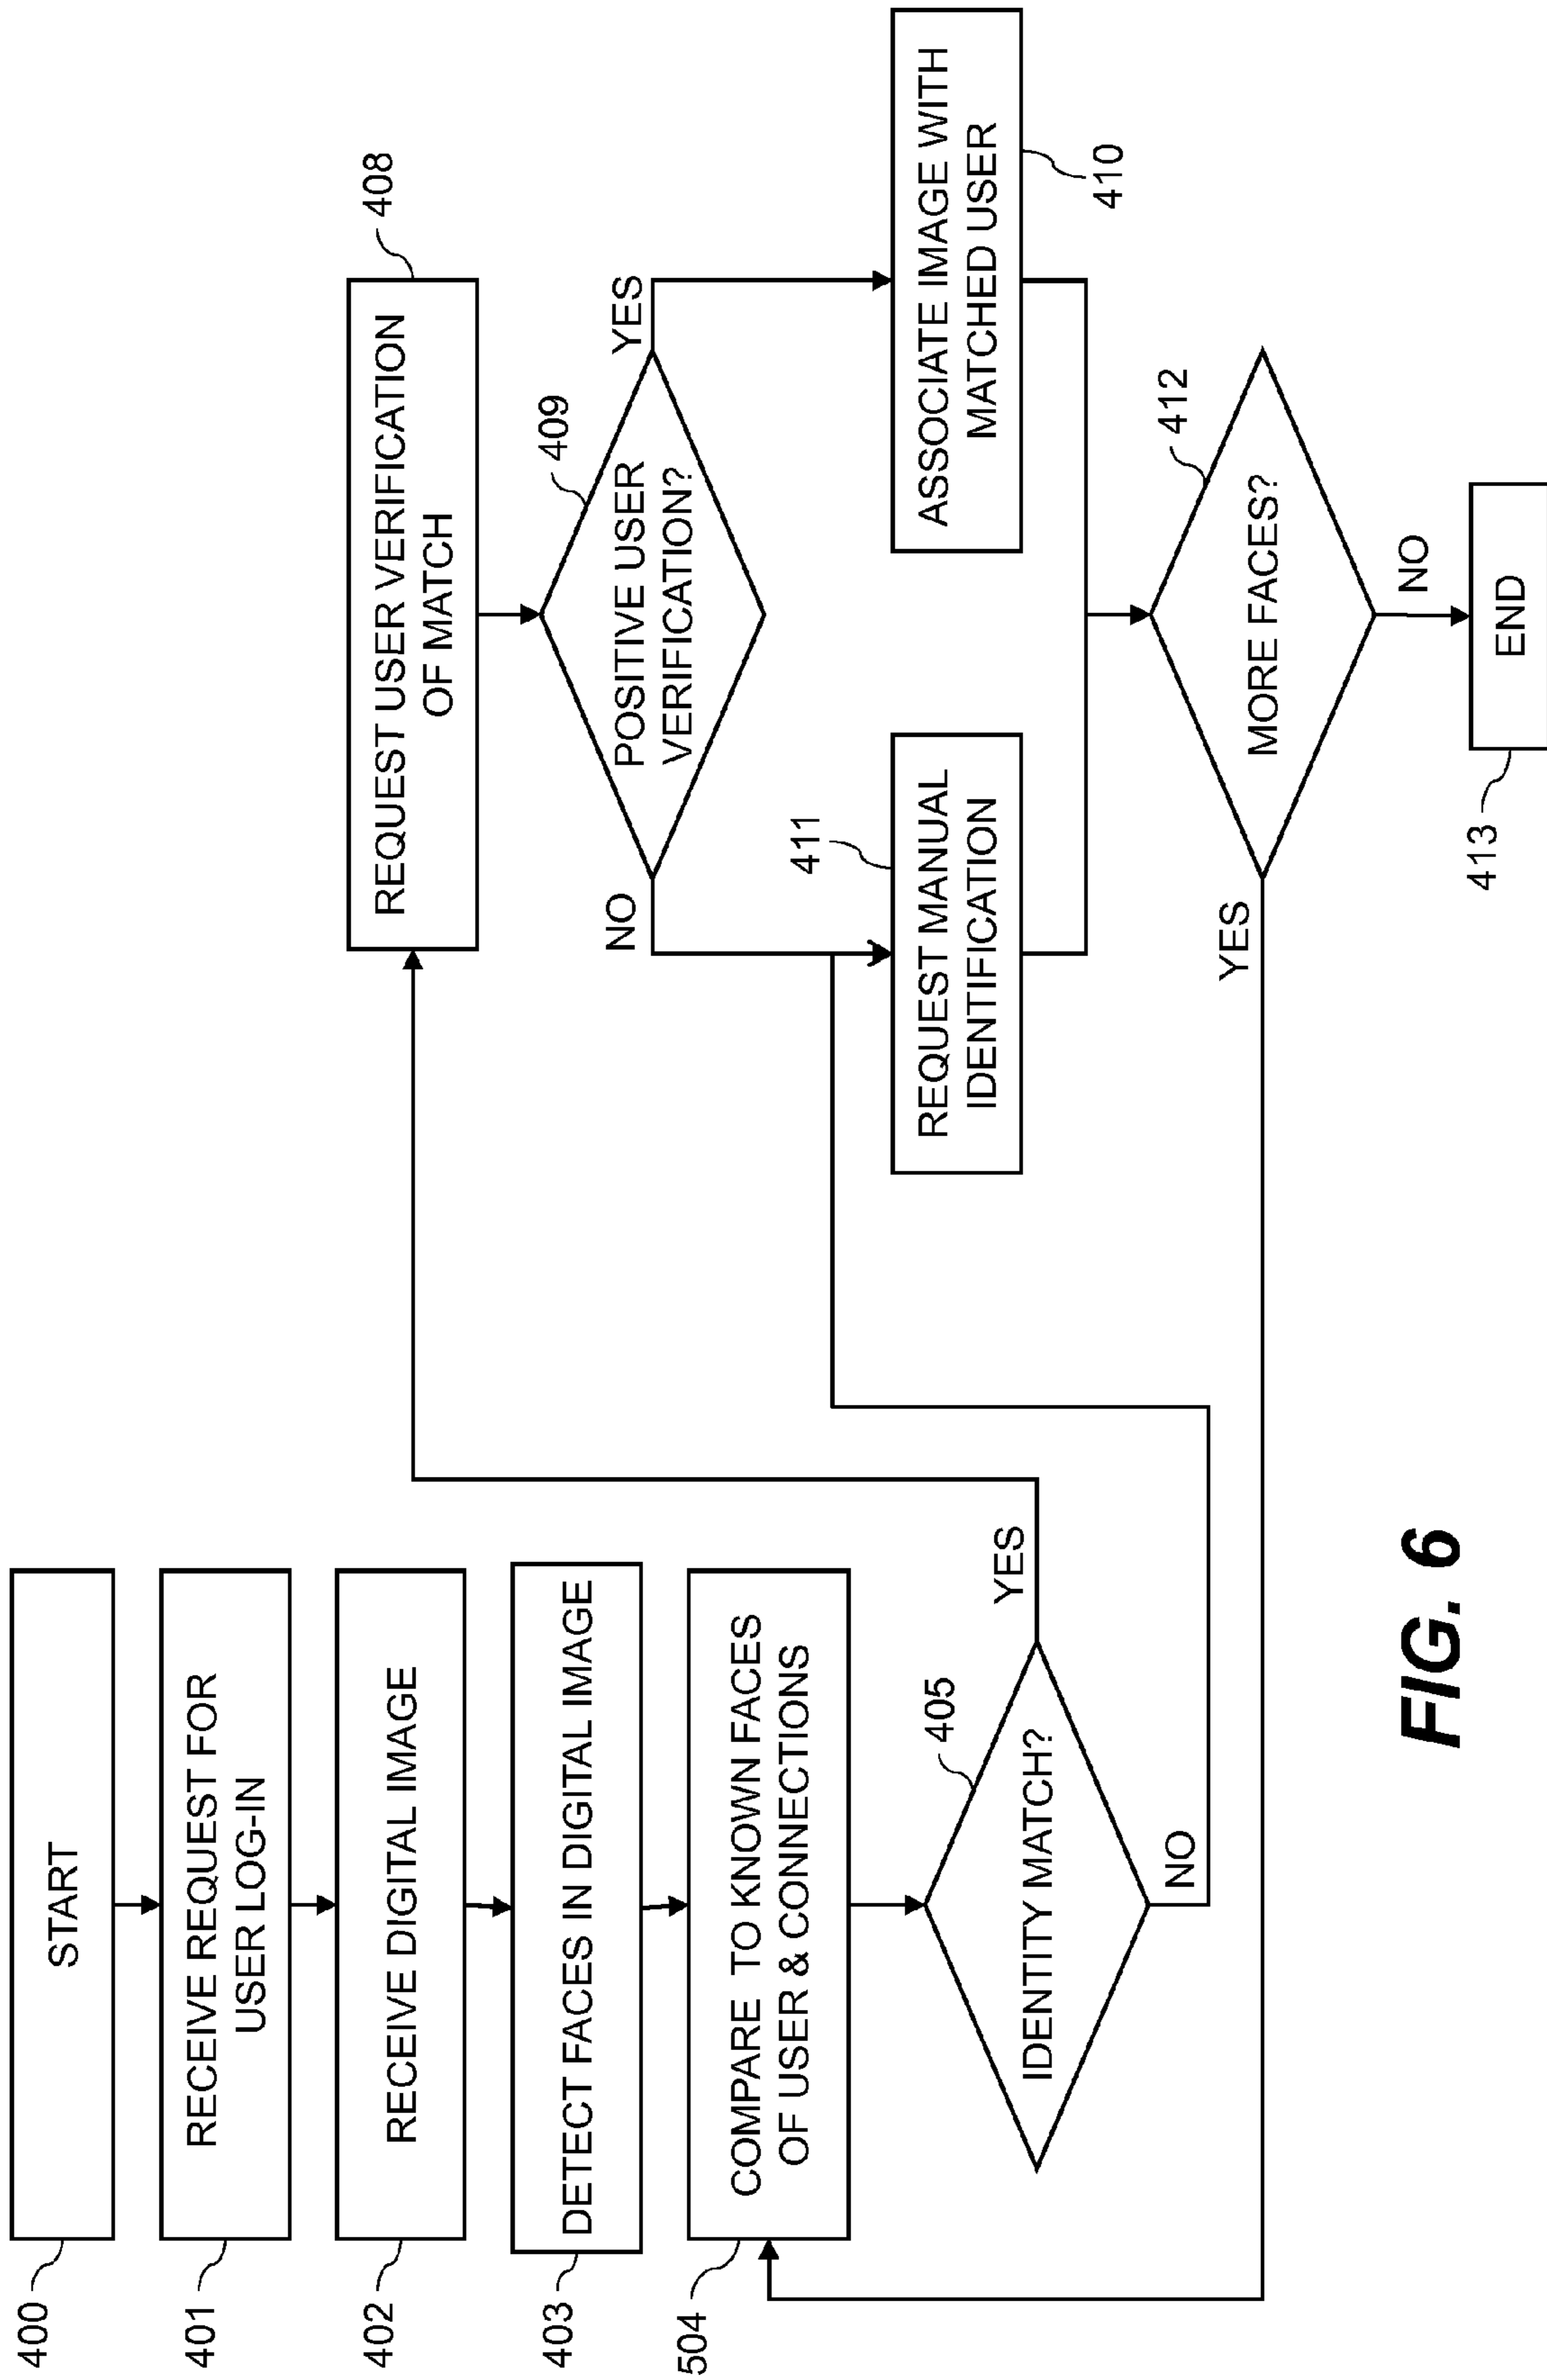 400
START
401
RECEIVE REQUEST FOR
USER LOG-IN
402
RECEIVE DIGITAL IMAGE
403
DETECT FACES IN DIGITAL IMAGE
504
COMPARE TO KNOWN FACES
OF USER & CONNECTIONS
405
IDENTITY MATCH?
YES
NO
408
REQUEST USER VERIFICATION
OF MATCH
409
POSITIVE USER
VERIFICATION?
NO
YES
411
REQUEST MANUAL
IDENTIFICATION
ASSOCIATE IMAGE WITH
MATCHED USER
410
412
MORE FACES?
YES
NO
413
END
FIG. 6